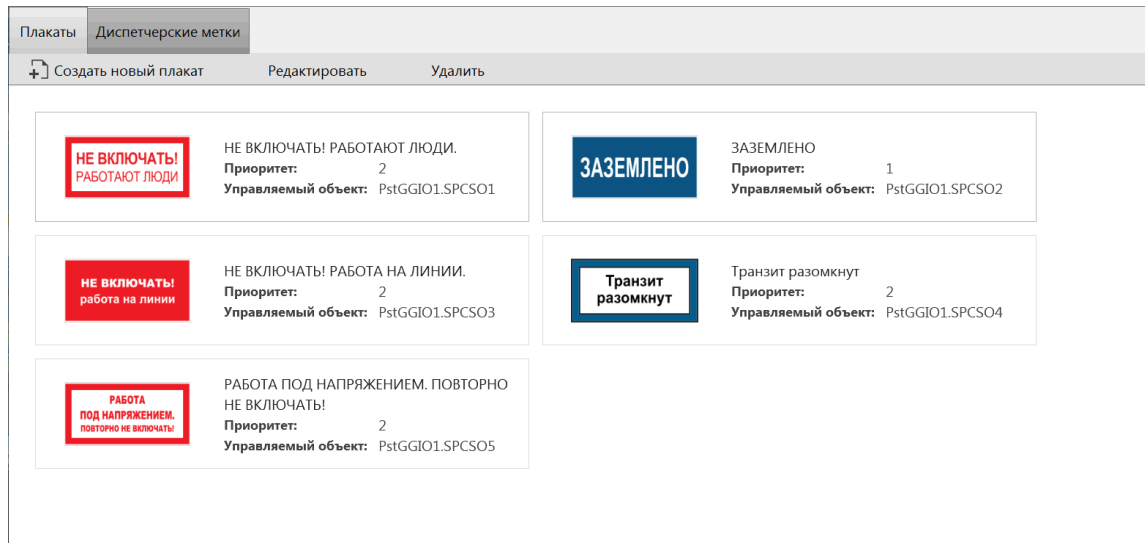 Плакаты Диспетчерские метки
Создать новый плакат Редактировать Удалить
НЕ ВКЛЮЧАТЬ!
РАБОТАЮТ ЛЮДИ
НЕ ВКЛЮЧАТЬ! РАБОТАЮТ ЛЮДИ.
Приоритет: 2
Управляемый объект: PstGGIO1.SPCSO1
ЗАЗЕМЛЕНО
ЗАЗЕМЛЕНО
Приоритет: 1
Управляемый объект: PstGGIO1.SPCSO2
НЕ ВКЛЮЧАТЬ!
работа на линии
НЕ ВКЛЮЧАТЬ! РАБОТА НА ЛИНИИ.
Приоритет: 2
Управляемый объект: PstGGIO1.SPCSO3
Транзит
разомкнут
Транзит разомкнут
Приоритет: 2
Управляемый объект: PstGGIO1.SPCSO4
РАБОТА
ПОД НАПРЯЖЕНИЕМ.
ПОВТОРНО НЕ ВКЛЮЧАТЬ!
РАБОТА ПОД НАПРЯЖЕНИЕМ. ПОВТОРНО
НЕ ВКЛЮЧАТЬ!
Приоритет: 2
Управляемый объект: PstGGIO1.SPCSO5